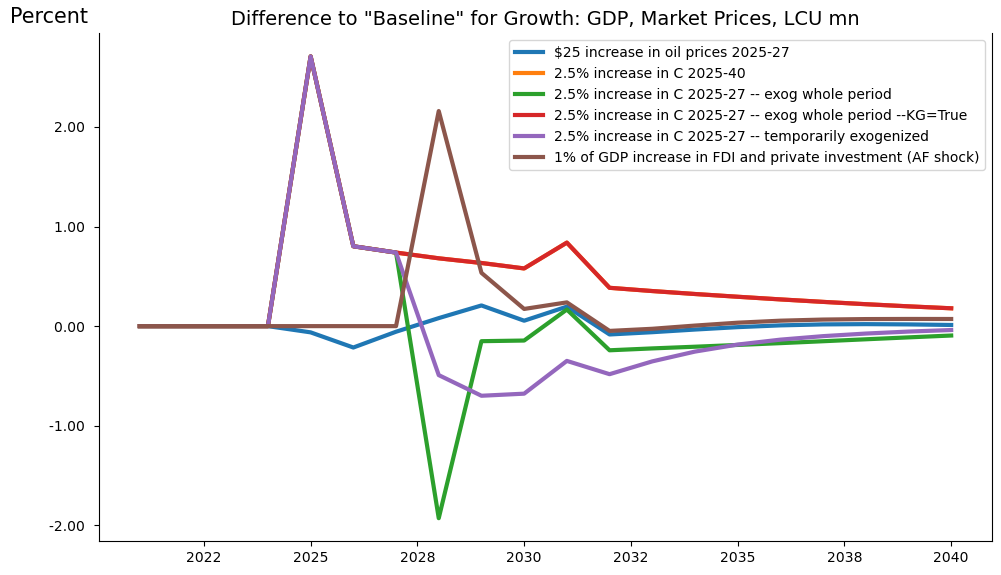 Percent
Difference to "Baseline" for Growth: GDP, Market Prices, LCU mn
$25 increase in oil prices 2025-27
2.5% increase in C 2025-40
2.5% increase in C 2025-27 -- exog whole period
2.5% increase in C 2025-27 -- exog whole period --KG=True
2.5% increase in C 2025-27 -- temporarily exogenized
1% of GDP increase in FDI and private investment (AF shock)
2.00
1.00
0.00
-1.00
-2.00
2022 2025 2028 2030 2032 2035 2038 2040